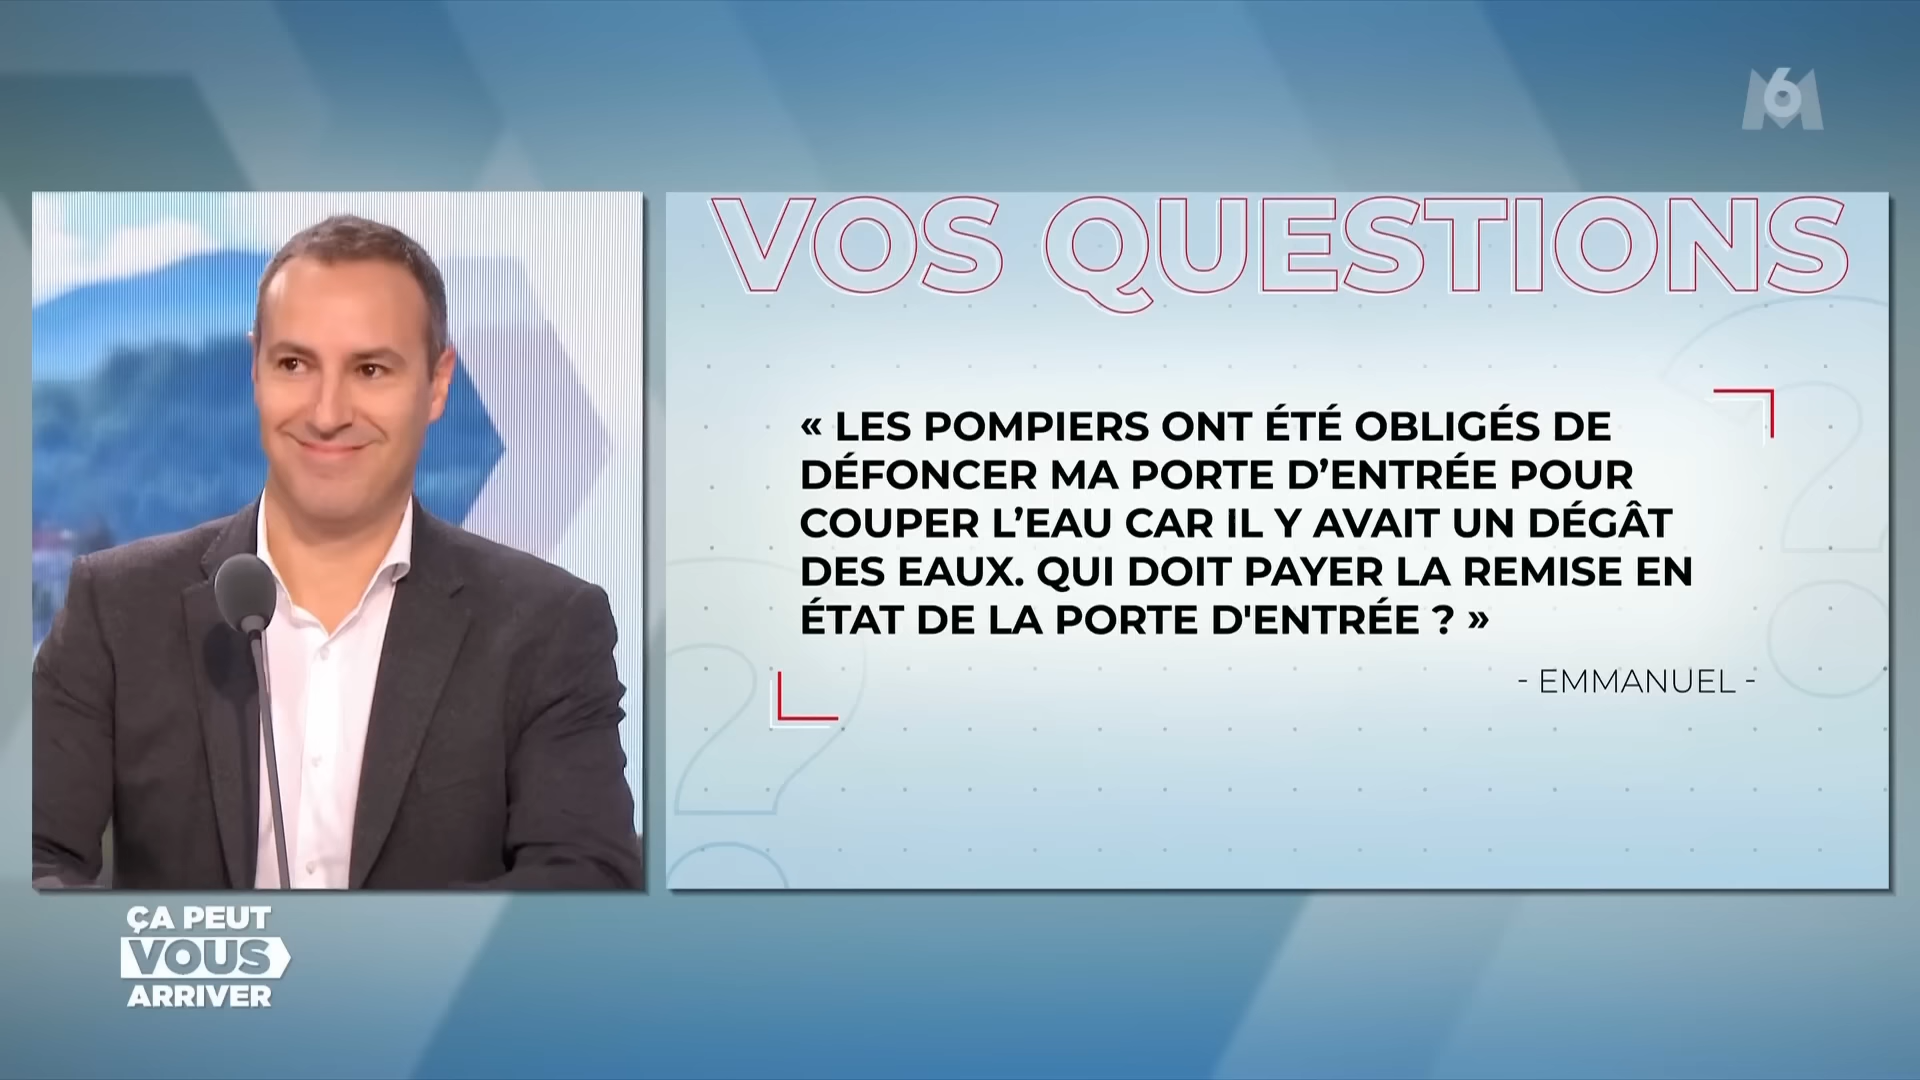 M6
VOS QUESTIONS
« LES POMPIERS ONT ÉTÉ OBLIGÉS DE
DÉFONCER MA PORTE D’ENTRÉE POUR
COUPER L’EAU CAR IL Y AVAIT UN DÉGÂT
DES EAUX. QUI DOIT PAYER LA REMISE EN
ÉTAT DE LA PORTE D'ENTRÉE ? »
- EMMANUEL -
ÇA PEUT
VOUS
ARRIVER